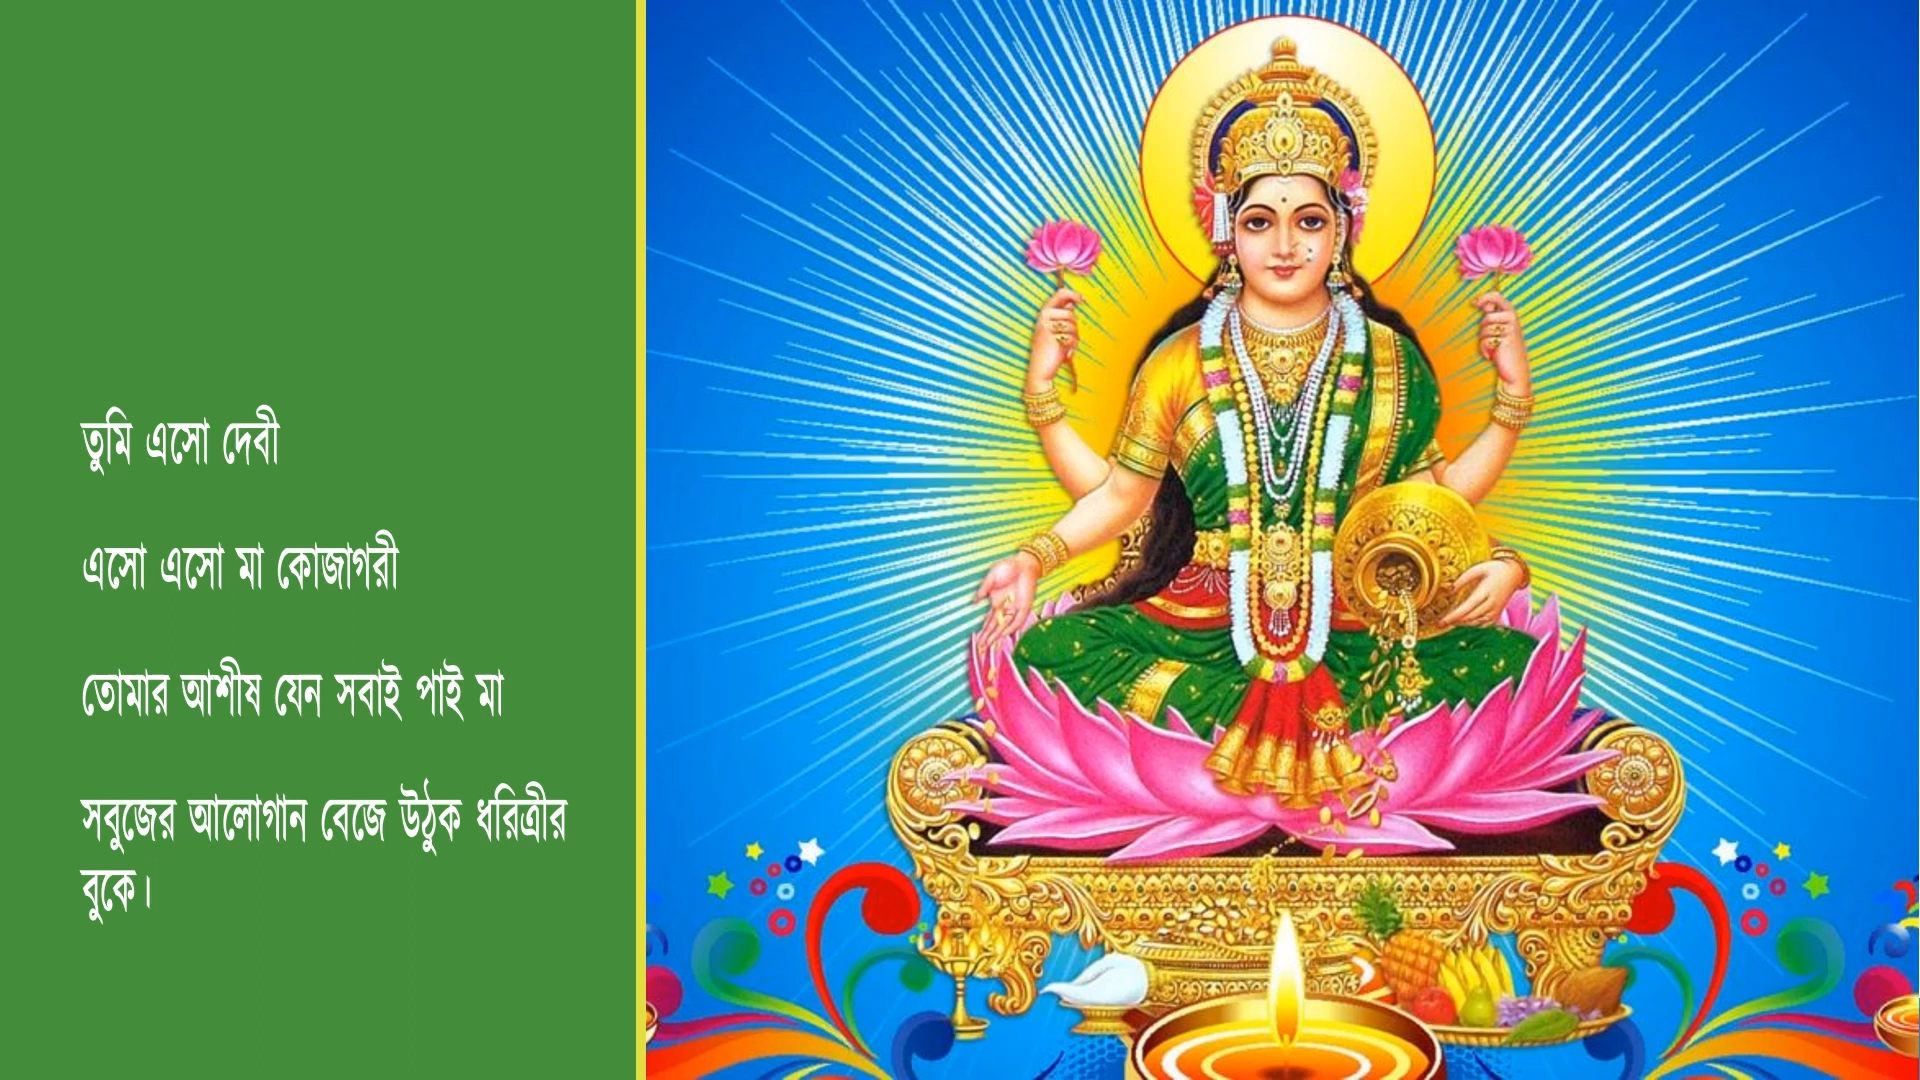 তুমি এসো দেবী
এসো এসো মা কোজাগরী
তোমার আশীষ যেন সবাই পাই মা
সবুজের আলোগান বেজে উঠুক ধরিত্রীর
বুকে।